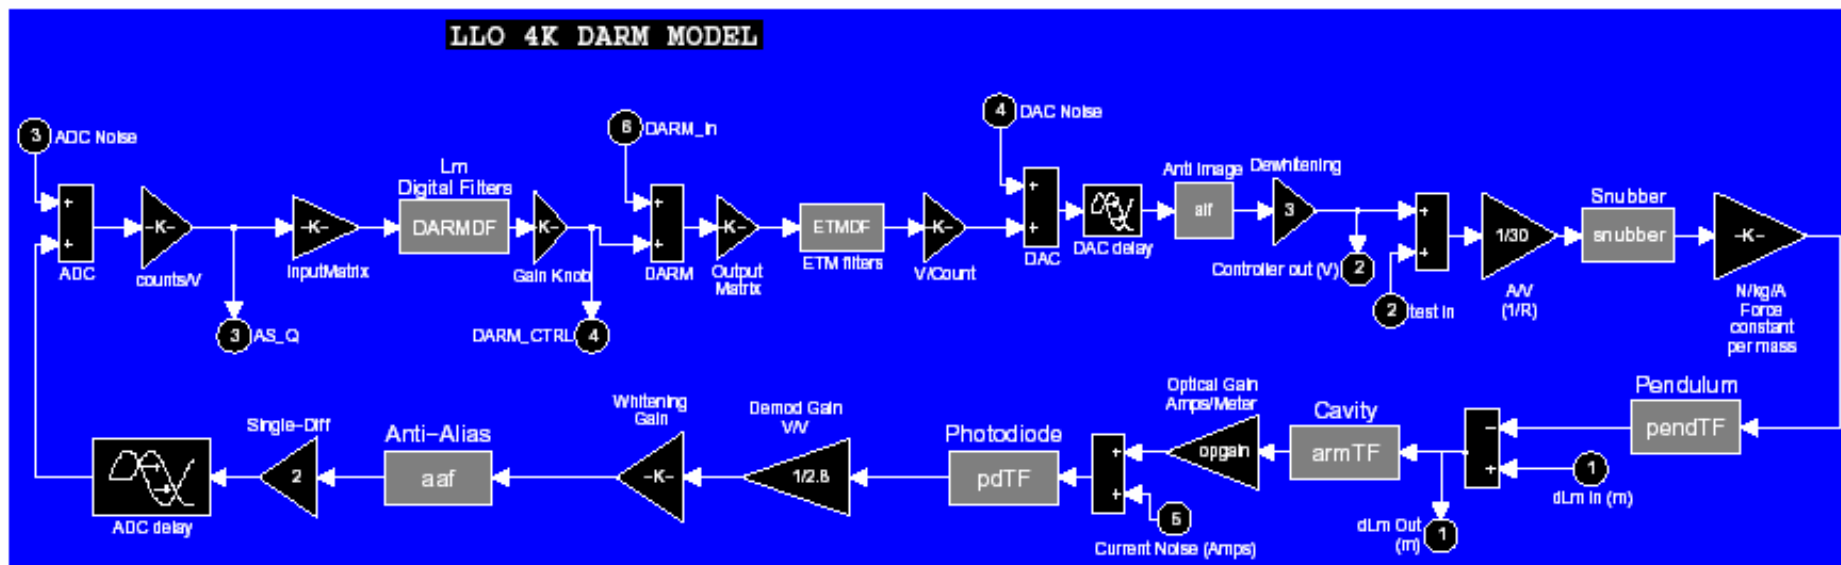 LLO 4K DARM MODEL
3 ADC Noise
6 DARM_In
4 DAC Noise
Lm
Digital Filters
Anti Image
Dewhitening
Snubber
+
+
-K-
-K-
DARMDF
K-
+
+
-K-
ETMDF
-K-
+
+
aif
3
+
+
1/30
snubber
-K-
ADC
counts/V
InputMatrix
Gain Knob
DARM
Output
Matrix
ETM filters
V/Count
DAC
DAC delay
Controller out (V) 2
2 test in
A/V
(1/R)
N/kg/A
Force
constant
per mass
3 AS_Q
DARM_CTRL 4
Single-Diff
Anti-Alias
Whitening
Gain
Demod Gain
V/V
Photodiode
Optical Gain
Amps/Meter
Cavity
Pendulum
2
aaf
-K-
1/2.8
pdTF
+
+
opgain
armTF
-
+
pendTF
1
dLm in (m)
ADC delay
5
Current Noise (Amps)
dLm Out
(m)
1